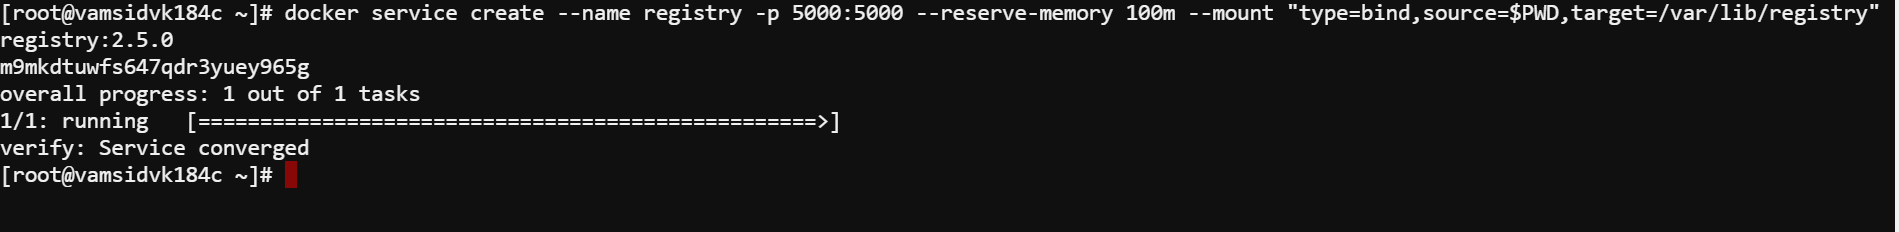 [root@vamsidvk184c ~]# docker service create --name registry -p 5000:5000 --reserve-memory 100m --mount "type=bind,source=$PWD,target=/var/lib/registry"
registry:2.5.0
m9mkdtuwfs647qdr3yuey965g
overall progress: 1 out of 1 tasks
1/1: running   [==================================================>]
verify: Service converged
[root@vamsidvk184c ~]#